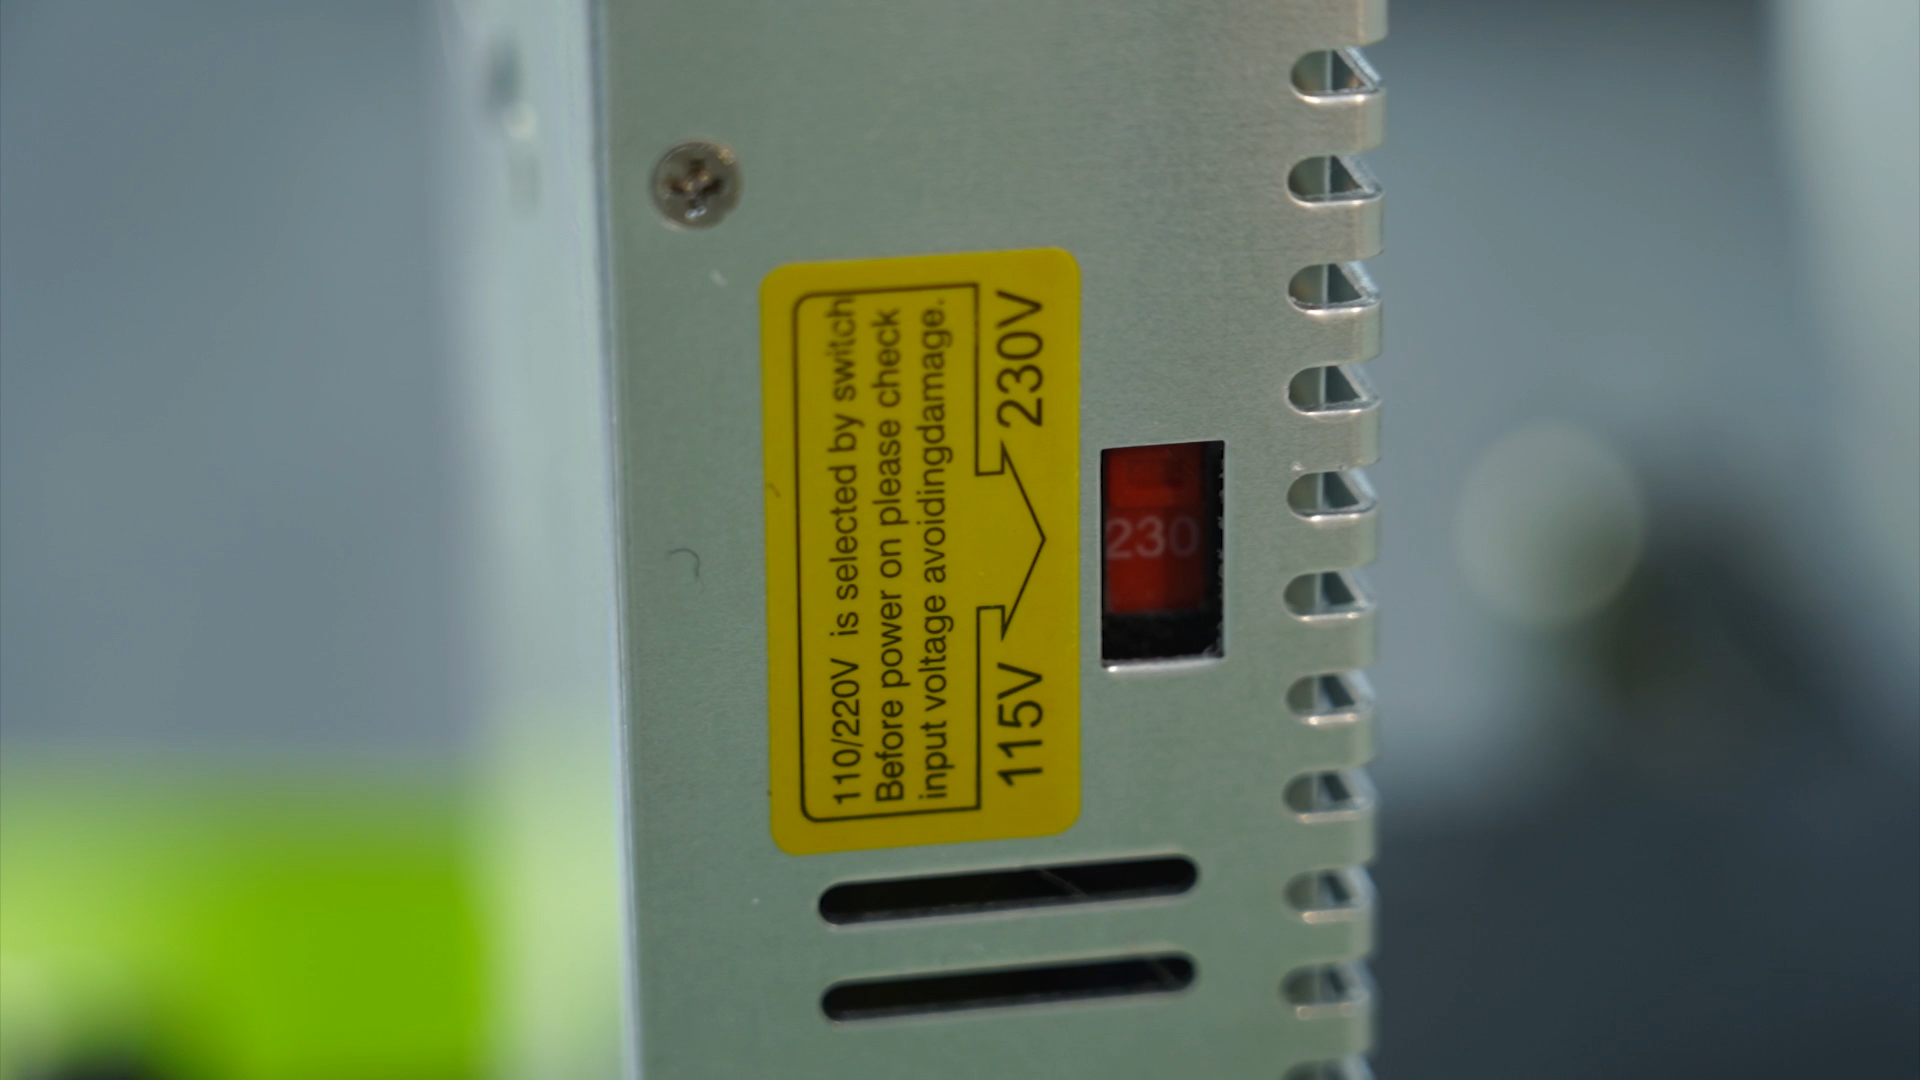 110/220V is selected by switch
Before power on please check
input voltage avoidingdamage.
115V 230V
230